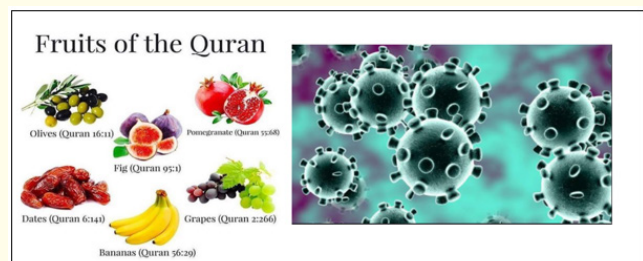 Fruits of the Quran
Olives (Quran 16:11)
Pomegranate (Quran 55:68)
Fig (Quran 95:1)
Dates (Quran 6:141)
Grapes (Quran 2:266)
Bananas (Quran 56:29)